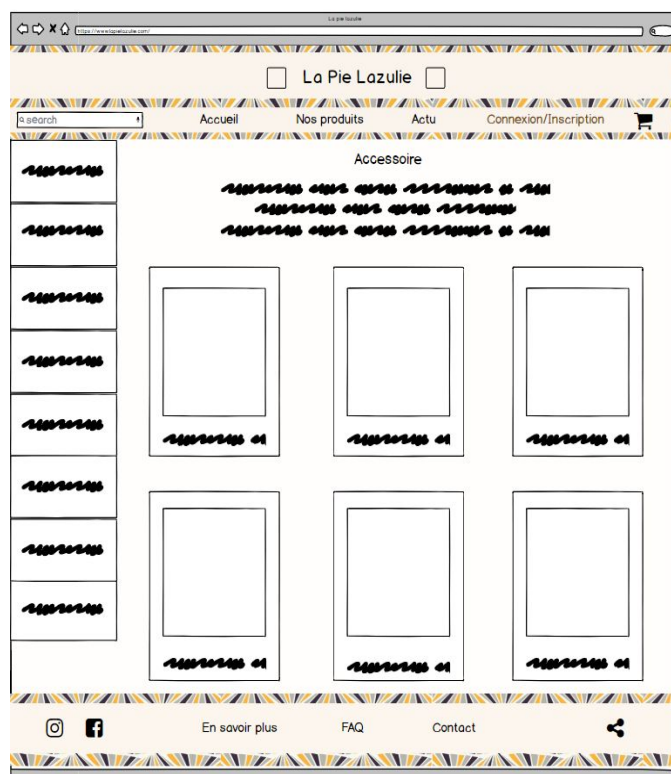 La pie lazulie
https://www.lapielazulie.com/
La Pie Lazulie
search
Accueil Nos produits Actu Connexion/Inscription
Accessoire
En savoir plus FAQ Contact